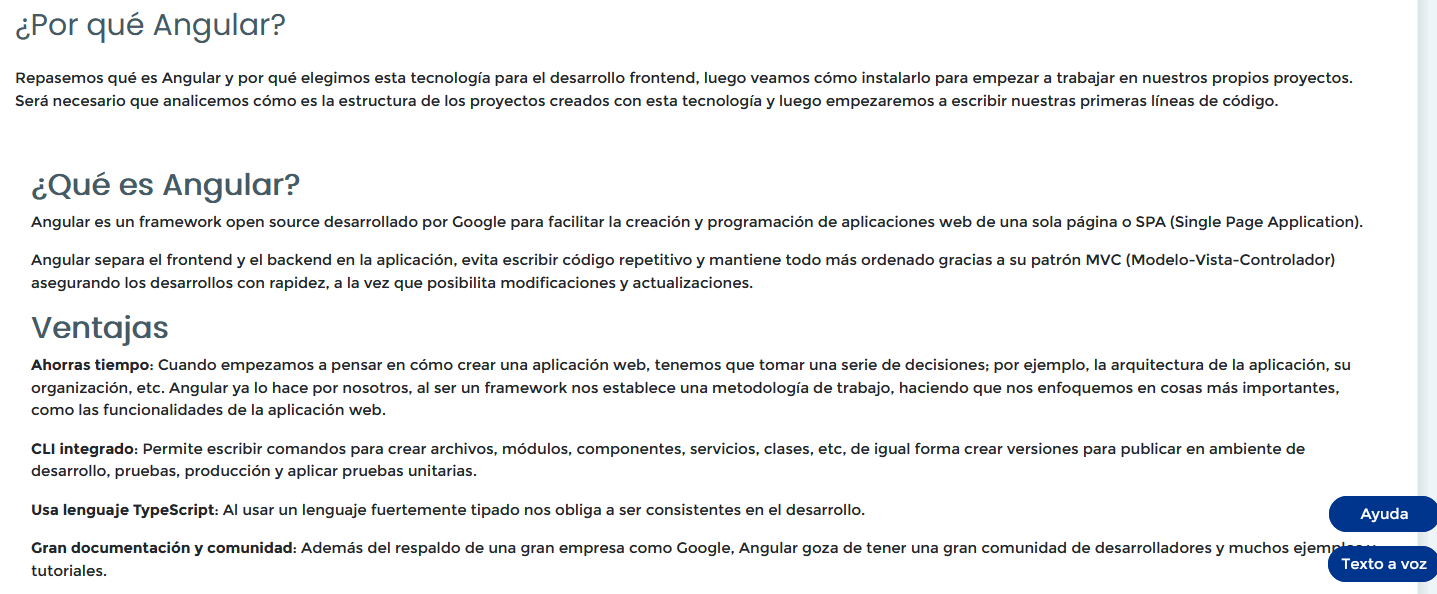 ¿Por qué Angular?
Repasemos qué es Angular y por qué elegimos esta tecnología para el desarrollo frontend, luego veamos cómo instalarlo para empezar a trabajar en nuestros propios proyectos.
Será necesario que analicemos cómo es la estructura de los proyectos creados con esta tecnología y luego empezaremos a escribir nuestras primeras líneas de código.
¿Qué es Angular?
Angular es un framework open source desarrollado por Google para facilitar la creación y programación de aplicaciones web de una sola página o SPA (Single Page Application).
Angular separa el frontend y el backend en la aplicación, evita escribir código repetitivo y mantiene todo más ordenado gracias a su patrón MVC (Modelo-Vista-Controlador)
asegurando los desarrollos con rapidez, a la vez que posibilita modificaciones y actualizaciones.
Ventajas
Ahorras tiempo: Cuando empezamos a pensar en cómo crear una aplicación web, tenemos que tomar una serie de decisiones; por ejemplo, la arquitectura de la aplicación, su
organización, etc. Angular ya lo hace por nosotros, al ser un framework nos establece una metodología de trabajo, haciendo que nos enfoquemos en cosas más importantes,
como las funcionalidades de la aplicación web.
CLI integrado: Permite escribir comandos para crear archivos, módulos, componentes, servicios, clases, etc, de igual forma crear versiones para publicar en ambiente de
desarrollo, pruebas, producción y aplicar pruebas unitarias.
Usa lenguaje TypeScript: Al usar un lenguaje fuertemente tipado nos obliga a ser consistentes en el desarrollo.
Ayuda
Gran documentación y comunidad: Además del respaldo de una gran empresa como Google, Angular goza de tener una gran comunidad de desarrolladores y muchos
tutoriales.
Texto a voz